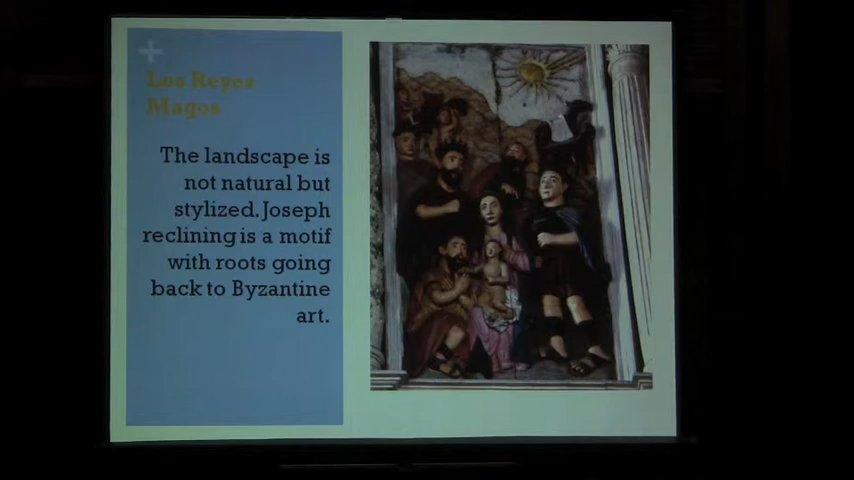 +
Los Reyes
Magos
The landscape is
not natural but
stylized. Joseph
reclining is a motif
with roots going
back to Byzantine
art.